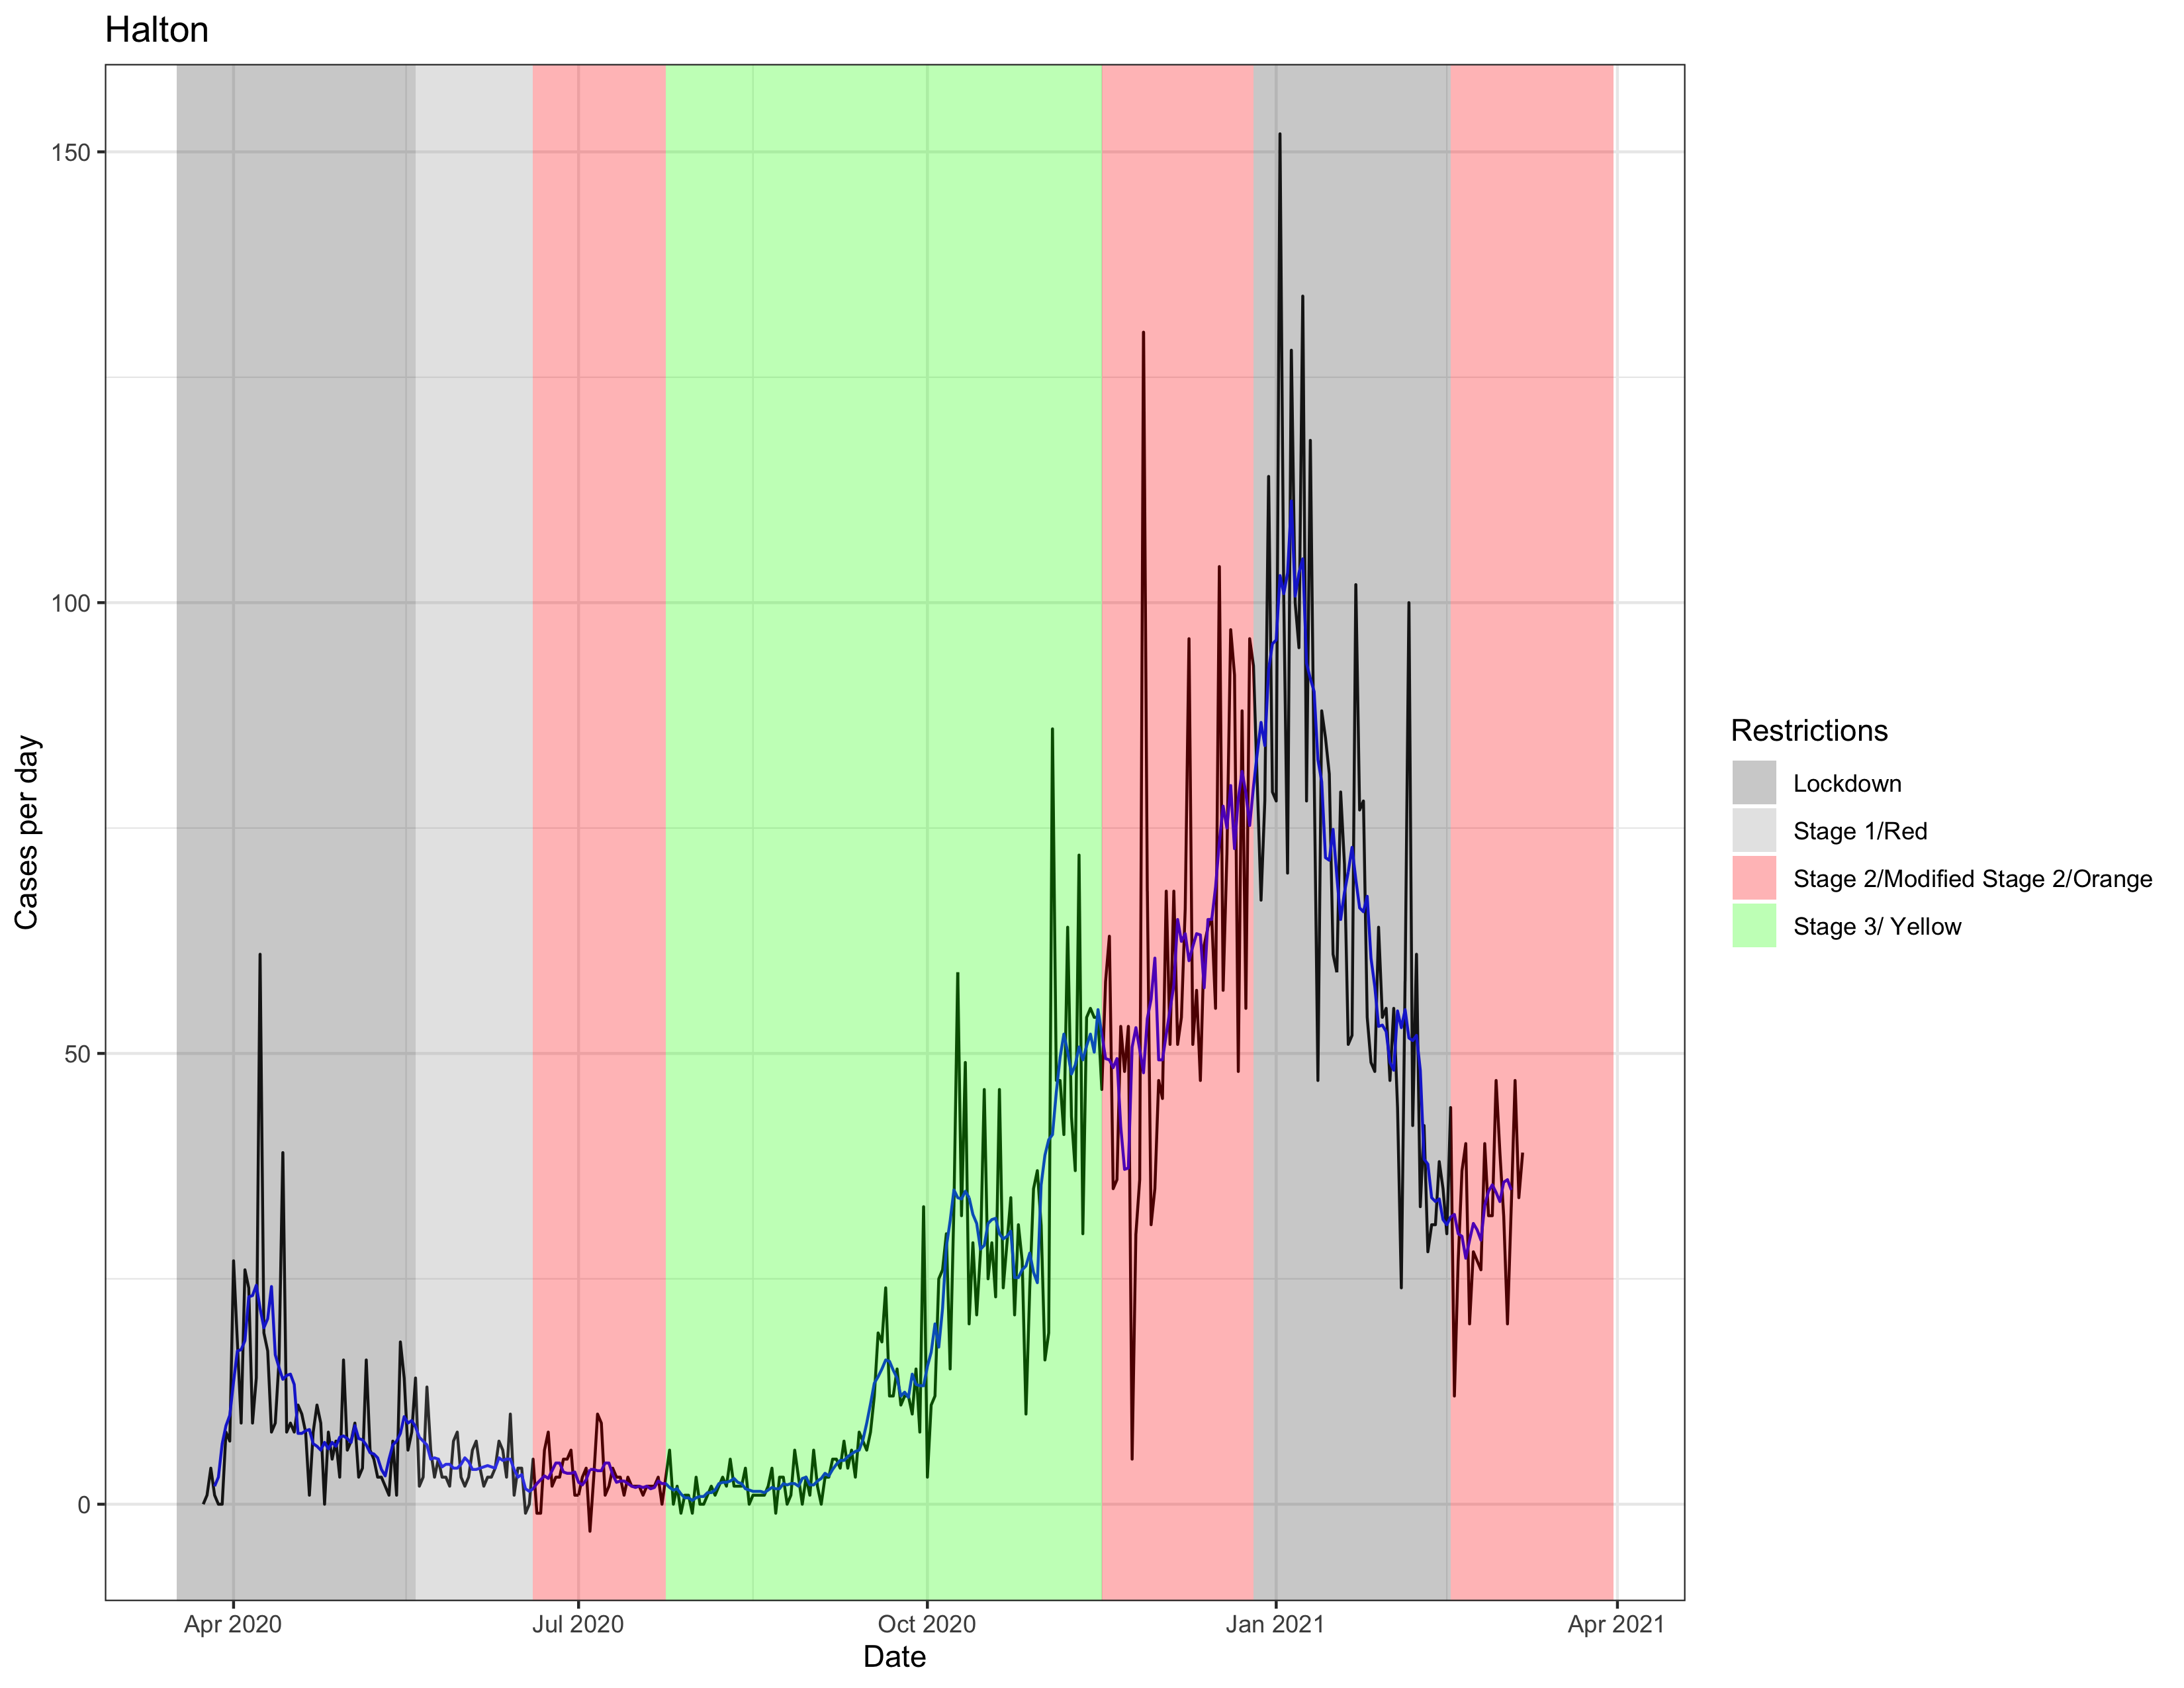 Halton
150
100
50
0
Cases per day
Apr 2020
Jul 2020
Oct 2020
Jan 2021
Apr 2021
Date
Restrictions
Lockdown
Stage 1/Red
Stage 2/Modified Stage 2/Orange
Stage 3/ Yellow